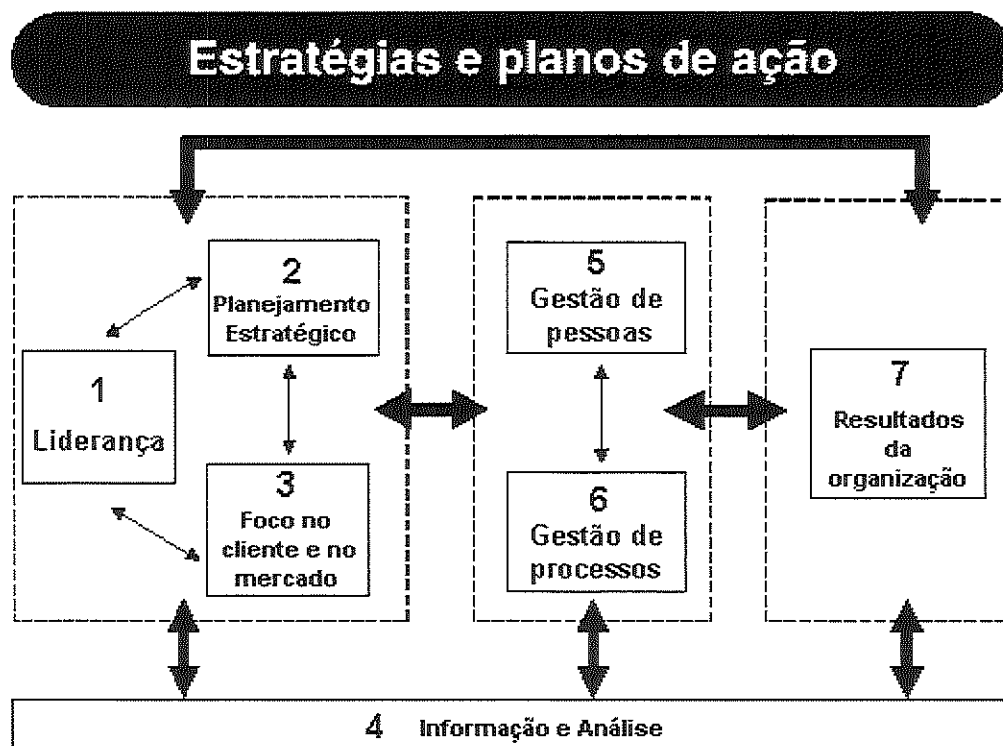 Estratégias e planos de ação
1
Liderança
2
Planejamento
Estratégico
3
Foco no
cliente e no
mercado
5
Gestão de
pessoas
6
Gestão de
processos
7
Resultados
da
organização
4 Informação e Análise